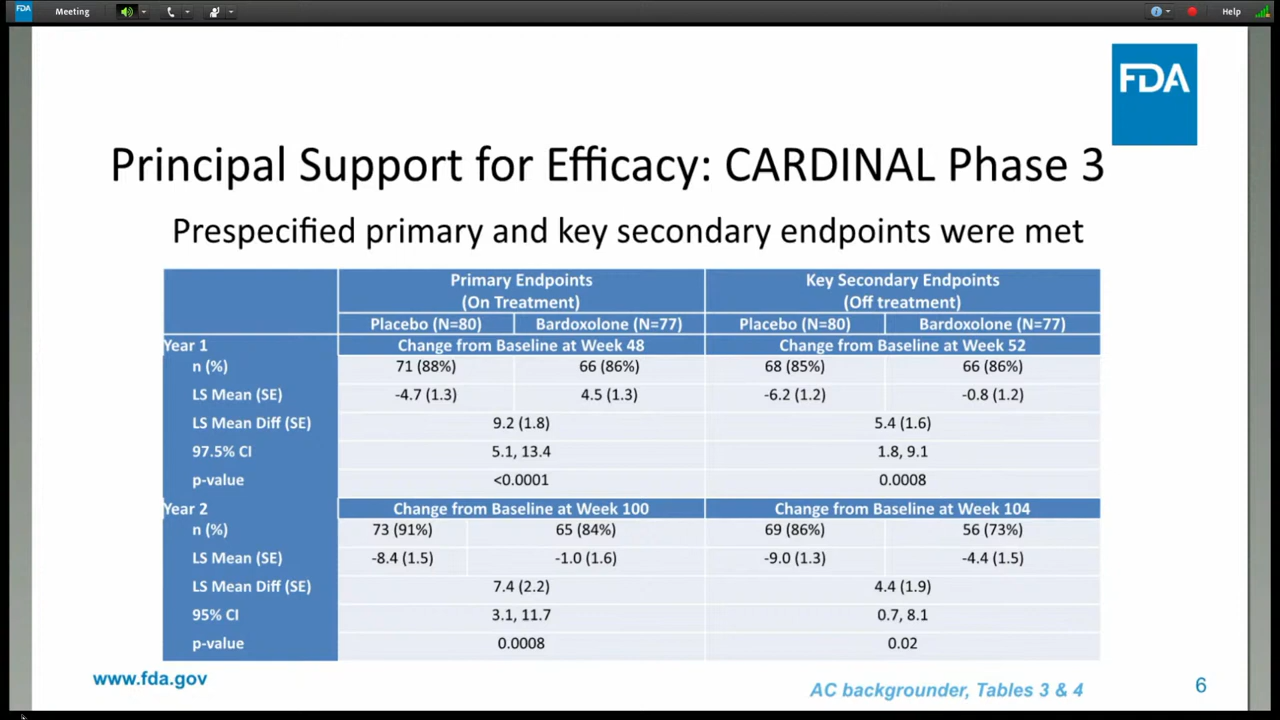 FDA Meeting Help
FDA
Principal Support for Efficacy: CARDINAL Phase 3
Prespecified primary and key secondary endpoints were met
Primary Endpoints Key Secondary Endpoints
(On Treatment) (Off treatment)
Placebo (N=80) Bardoxolone (N=77) Placebo (N=80) Bardoxolone (N=77)
Year 1 Change from Baseline at Week 48 Change from Baseline at Week 52
n (%) 71 (88%) 66 (86%) 68 (85%) 66 (86%)
LS Mean (SE) -4.7 (1.3) 4.5 (1.3) -6.2 (1.2) -0.8 (1.2)
LS Mean Diff (SE) 9.2 (1.8) 5.4 (1.6)
97.5% CI 5.1, 13.4 1.8, 9.1
p-value <0.0001 0.0008
Year 2 Change from Baseline at Week 100 Change from Baseline at Week 104
n (%) 73 (91%) 65 (84%) 69 (86%) 56 (73%)
LS Mean (SE) -8.4 (1.5) -1.0 (1.6) -9.0 (1.3) -4.4 (1.5)
LS Mean Diff (SE) 7.4 (2.2) 4.4 (1.9)
95% CI 3.1, 11.7 0.7, 8.1
p-value 0.0008 0.02
www.fda.gov
AC backgrounder, Tables 3 & 4
6